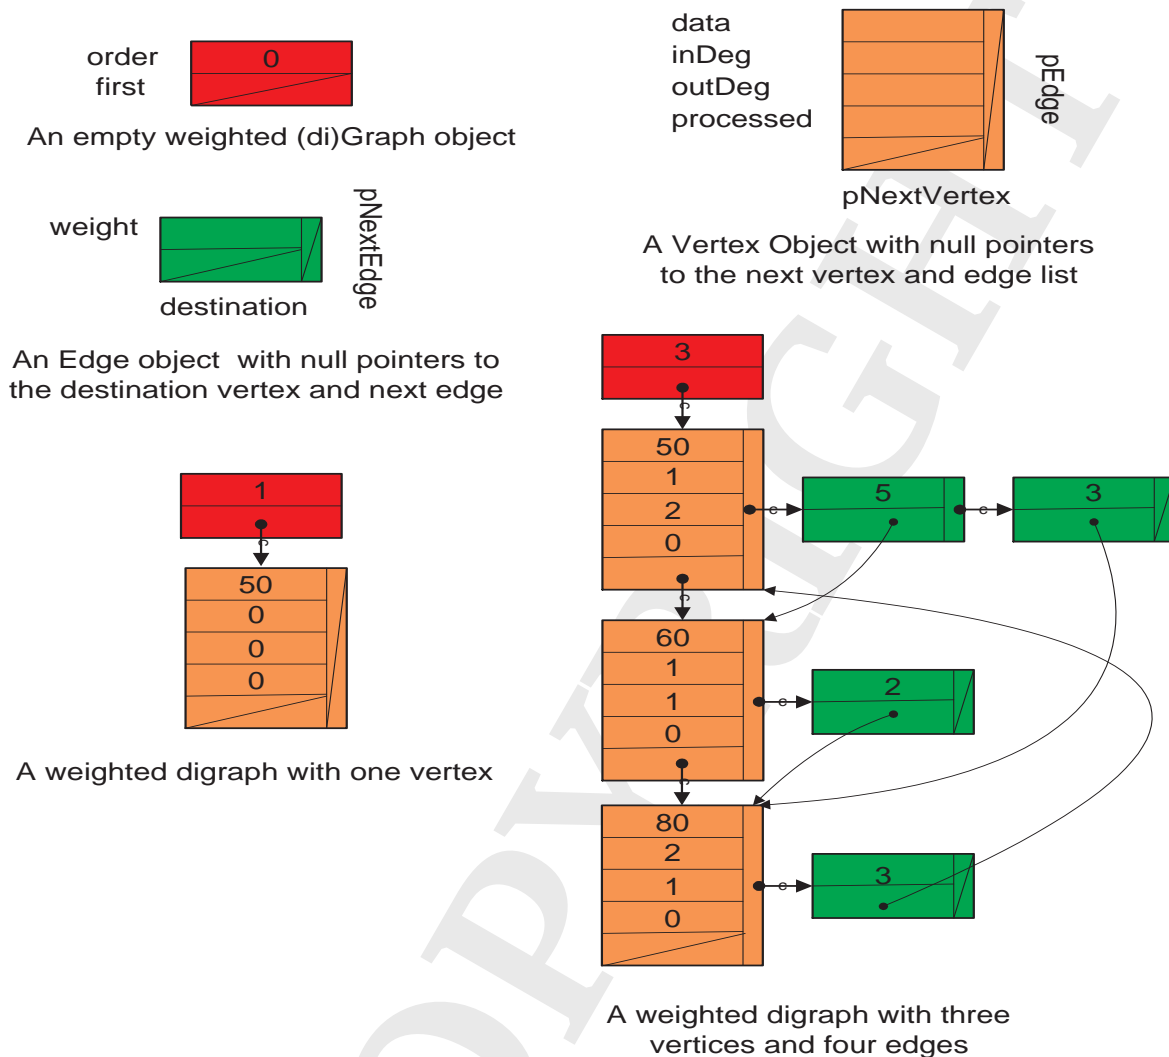 order
first
0
An empty weighted (di)Graph object
data
inDeg
outDeg
processed
pEdge
pNextVertex
A Vertex Object with null pointers
to the next vertex and edge list
weight
pNextEdge
destination
An Edge object with null pointers to
the destination vertex and next edge
1
c
50
0
0
0
A weighted digraph with one vertex
3
c
50
1
2
0
c
5
c
3
c
60
1
1
0
c
2
c
80
2
1
0
c
3
A weighted digraph with three
vertices and four edges
OPYRIGHT